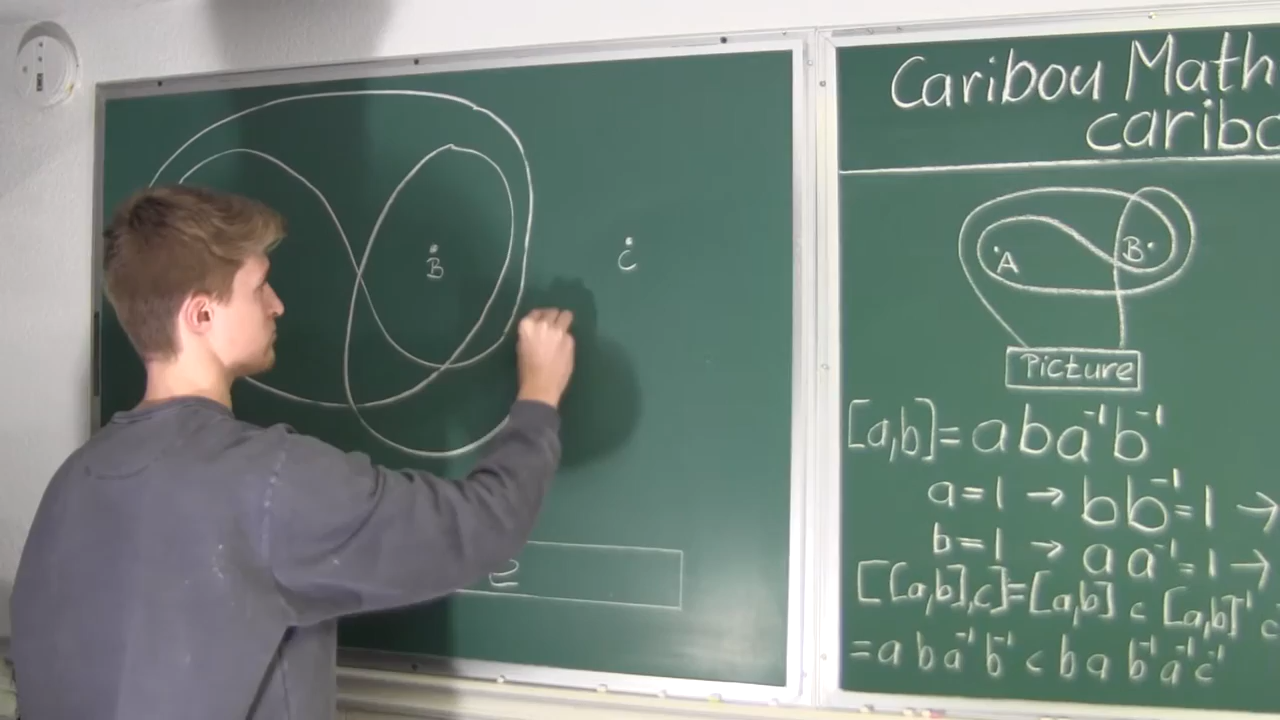 B
C
Caribou Math
caribo
A
B
Picture
[a,b] = a b a⁻¹ b⁻¹
a = 1 → b b⁻¹ = 1 →
b = 1 → a a⁻¹ = 1 →
[[a,b],c] = [a,b] c [a,b]⁻¹ c
= a b a⁻¹ b⁻¹ c b a b⁻¹ a⁻¹ c⁻¹